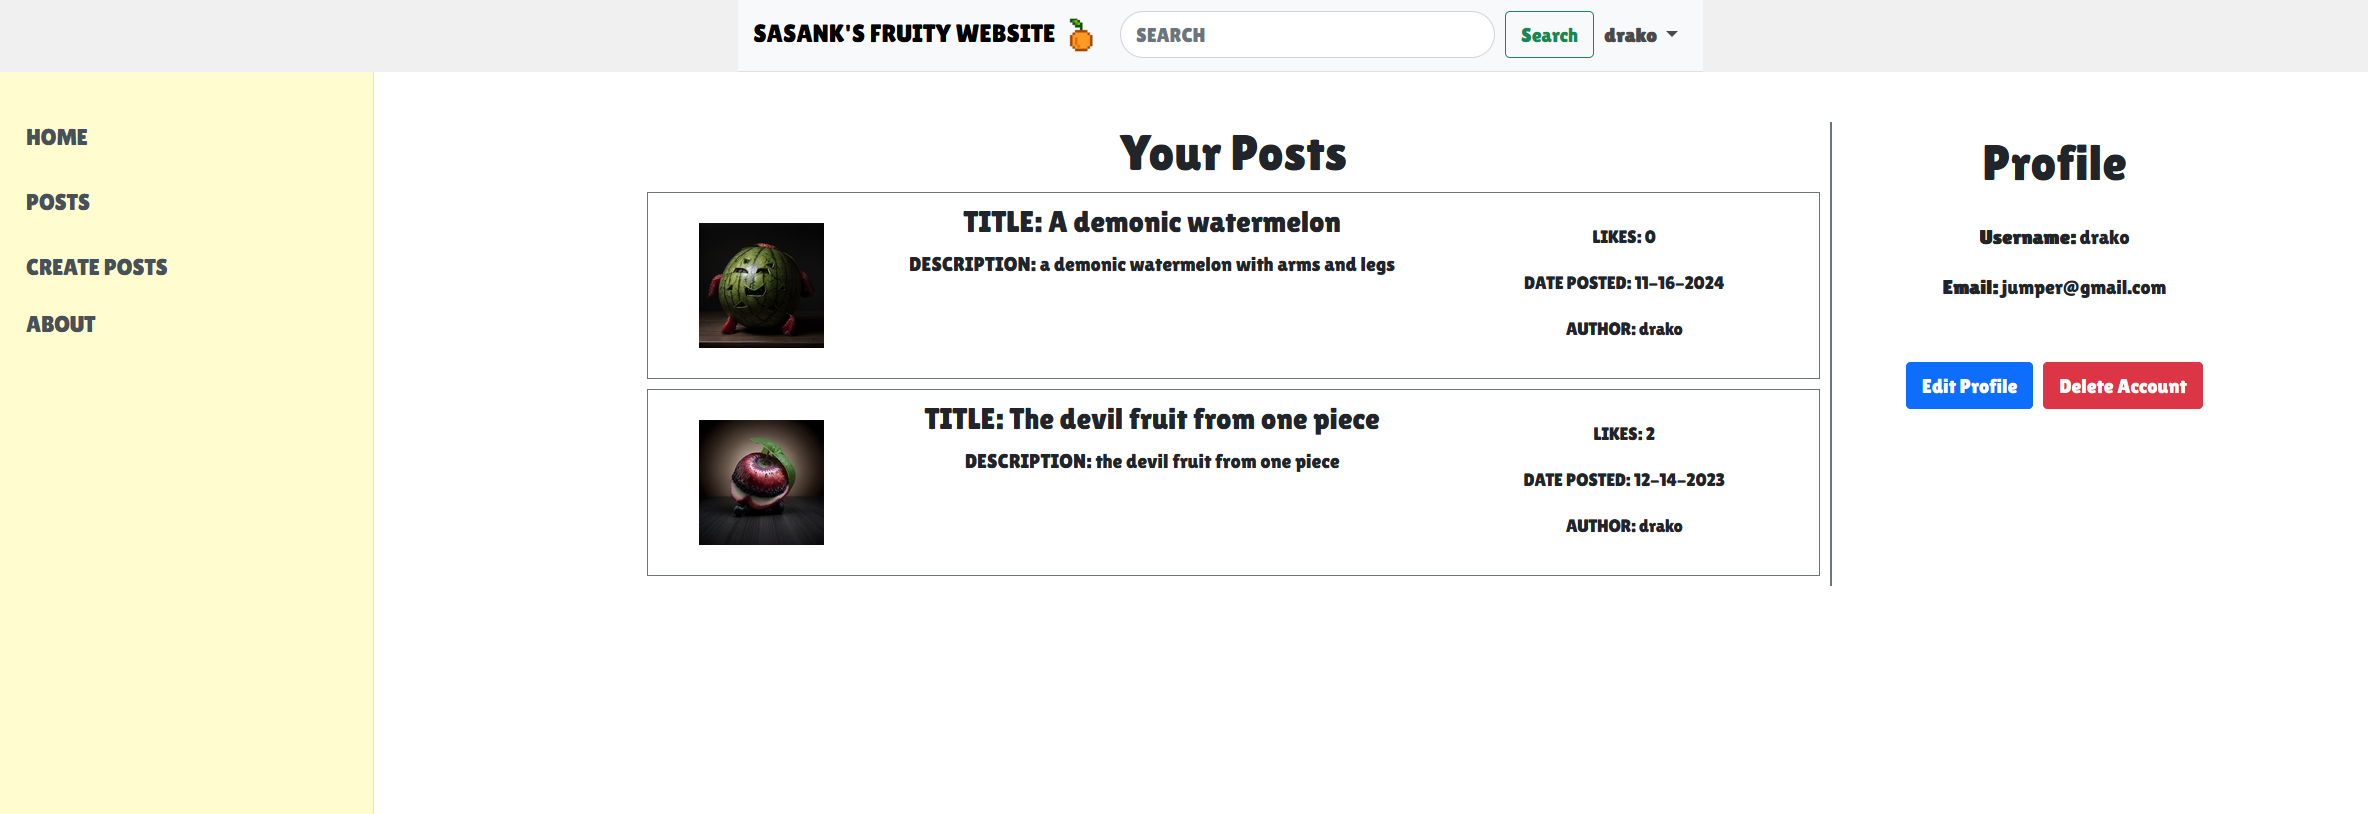 SASANK'S FRUITY WEBSITE
SEARCH
Search
drako
HOME
POSTS
CREATE POSTS
ABOUT
Your Posts
TITLE: A demonic watermelon
DESCRIPTION: a demonic watermelon with arms and legs
LIKES: 0
DATE POSTED: 11-16-2024
AUTHOR: drako
TITLE: The devil fruit from one piece
DESCRIPTION: the devil fruit from one piece
LIKES: 2
DATE POSTED: 12-14-2023
AUTHOR: drako
Profile
Username: drako
Email: jumper@gmail.com
Edit Profile
Delete Account